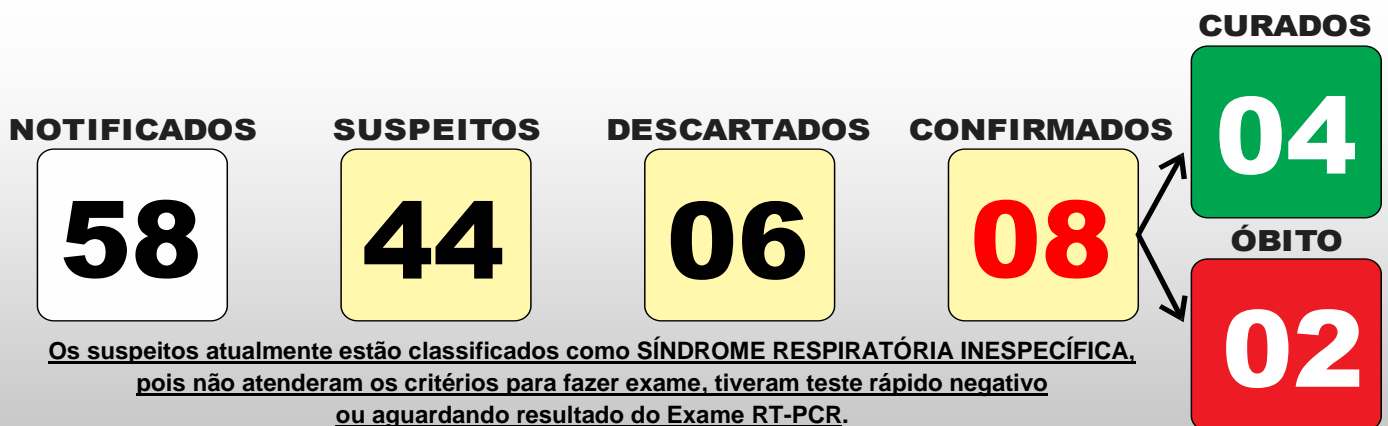 CURADOS
04
NOTIFICADOS
58
SUSPEITOS
44
DESCARTADOS
06
CONFIRMADOS
08
ÓBITO
02
Os suspeitos atualmente estão classificados como SÍNDROME RESPIRATÓRIA INESPECÍFICA,
pois não atenderam os critérios para fazer exame, tiveram teste rápido negativo
ou aguardando resultado do Exame RT-PCR.